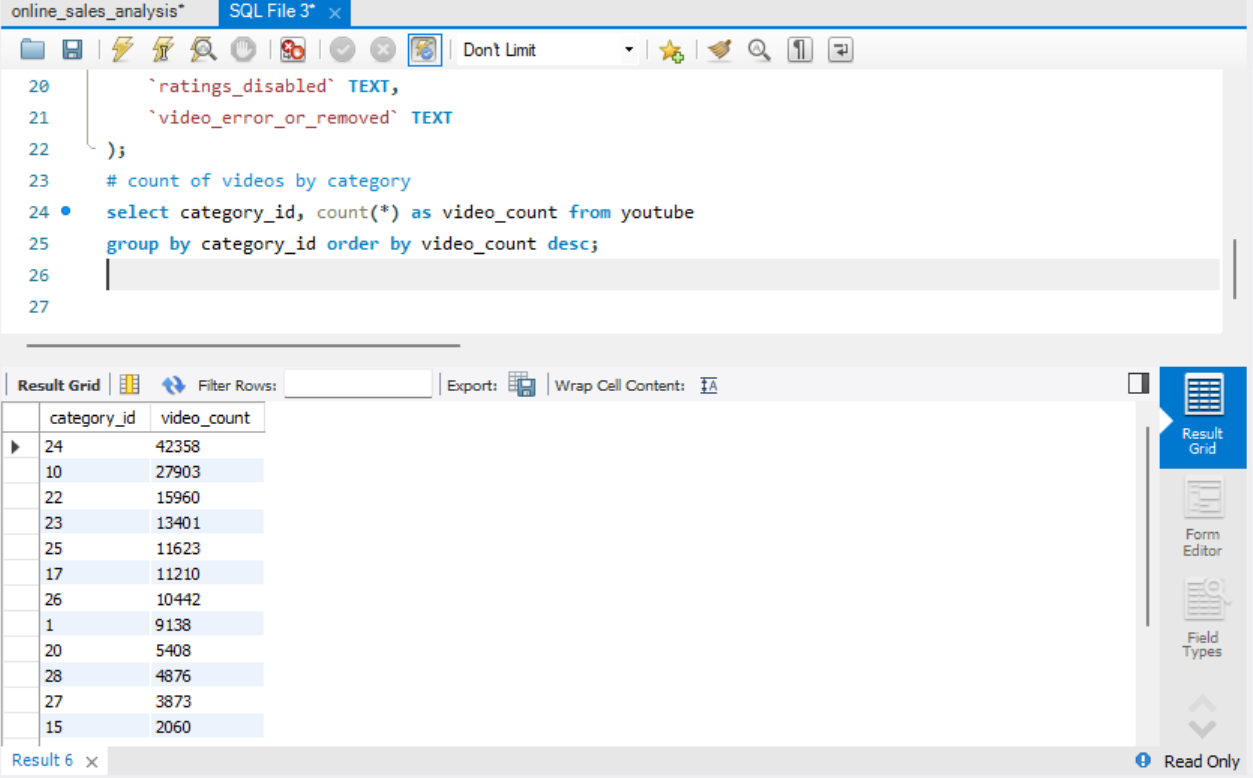 online_sales_analysis*  SQL File 3*
Don't Limit
20 `ratings_disabled` TEXT,
21 `video_error_or_removed` TEXT
22 );
23 # count of videos by category
24 select category_id, count(*) as video_count from youtube
25 group by category_id order by video_count desc;
26
27
Result Grid Filter Rows: Export: Wrap Cell Content:
category_id video_count
24 42358
10 27903
22 15960
23 13401
25 11623
17 11210
26 10442
1 9138
20 5408
28 4876
27 3873
15 2060
Result
Grid
Form
Editor
Field
Types
Result 6 Read Only